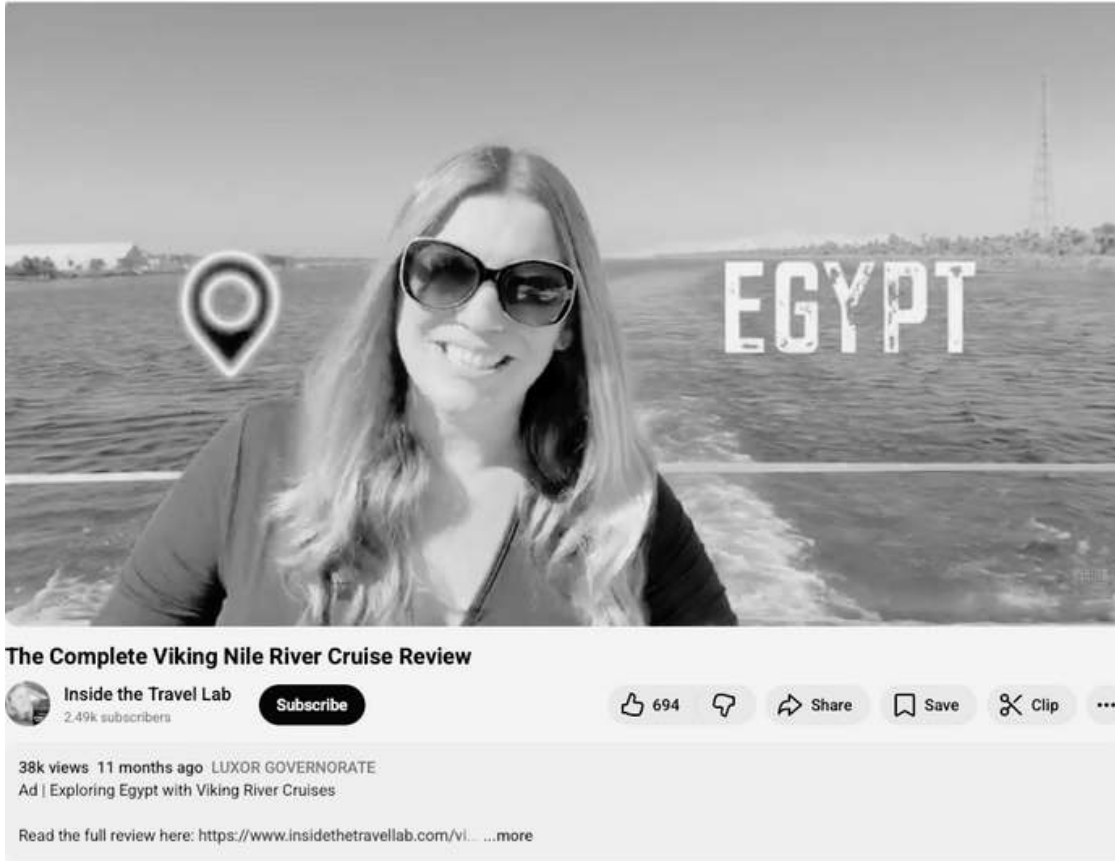 EGYPT
The Complete Viking Nile River Cruise Review
Inside the Travel Lab
2.49k subscribers
Subscribe
694
Share
Save
Clip
38k views 11 months ago LUXOR GOVERNORATE
Ad | Exploring Egypt with Viking River Cruises
Read the full review here: https://www.insidethetravellab.com/vi... ...more